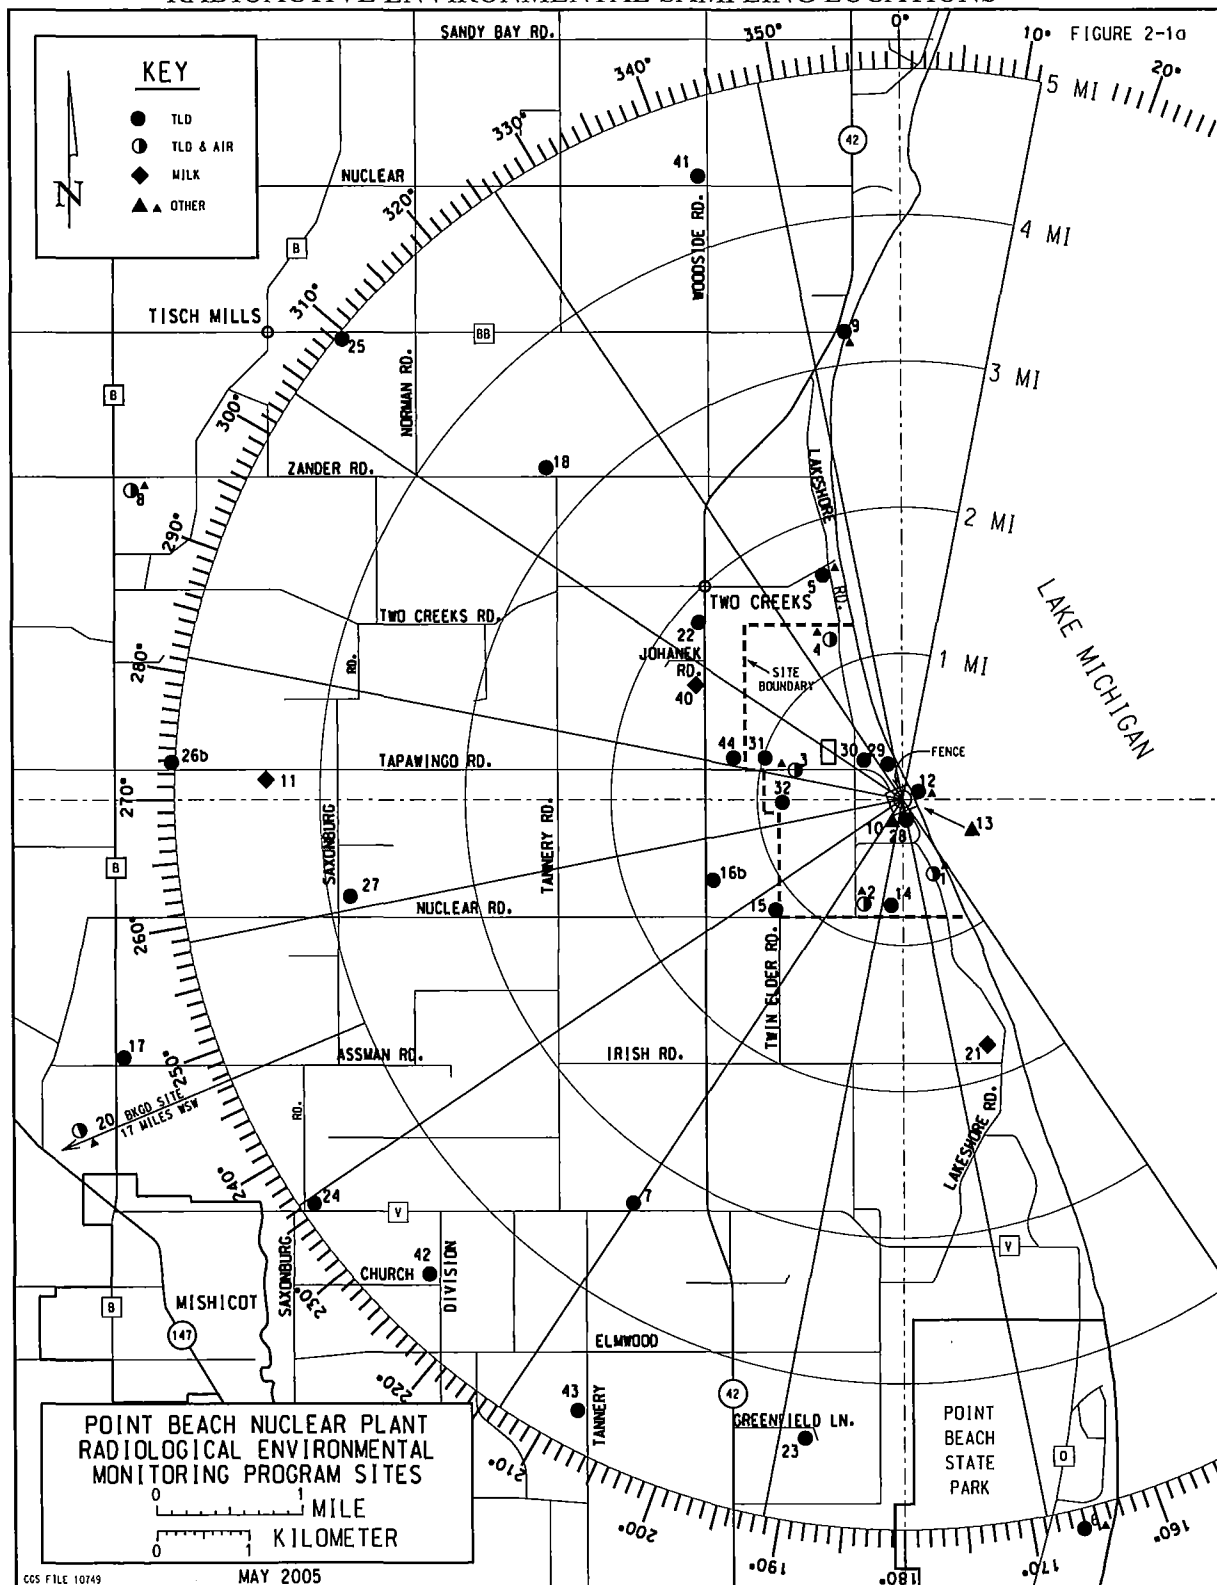 RADIOACTIVE ENVIRONMENTAL SAMPLING LOCATIONS
FIGURE 2-1a
KEY
TLD
TLD & AIR
MILK
OTHER
N
SANDY BAY RD.
350°
0°
10°
20°
340°
330°
320°
310°
300°
290°
280°
270°
260°
250°
240°
230°
220°
210°
200°
190°
180°
170°
160°
5 MI
4 MI
3 MI
2 MI
1 MI
42
41
NUCLEAR
WOODSIDE RD.
B
TISCH MILLS
25
BB
9
NORMAN RD.
B
ZANDER RD.
18
LAKESHORE
RD.
8
5
TWO CREEKS
TWO CREEKS RD.
22
4
JOHANEK
RD.
40
SITE
BOUNDARY
LAKE MICHIGAN
RD.
26b
11
TAPAWINGO RD.
44
31
3
30
29
FENCE
32
12
13
10
28
SAXONBURG
TANNERY RD.
B
27
16b
1
NUCLEAR RD.
15
2
14
TWIN ELDER RD.
17
ASSMAN RD.
IRISH RD.
21
20
BKGD SITE
17 MILES WSW
RD.
LAKESHORE RD.
24
V
7
V
42
CHURCH
DIVISION
SAXONBURG
MISHICOT
B
147
ELMWOOD
43
TANNERY
42
GREENFIELD LN.
23
POINT
BEACH
STATE
PARK
O
POINT BEACH NUCLEAR PLANT
RADIOLOGICAL ENVIRONMENTAL
MONITORING PROGRAM SITES
0 1
MILE
KILOMETER
0 1
CGS FILE 10749
MAY 2005